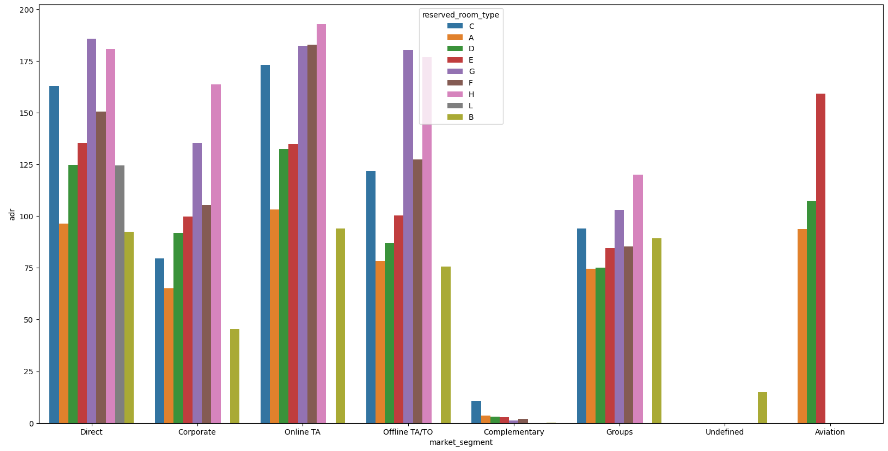 reserved_room_type
C
A
D
E
G
F
H
L
B
200
175
150
125
100
75
50
25
0
adr
Direct
Corporate
Online TA
Offline TA/TO
Complementary
Groups
Undefined
Aviation
market_segment